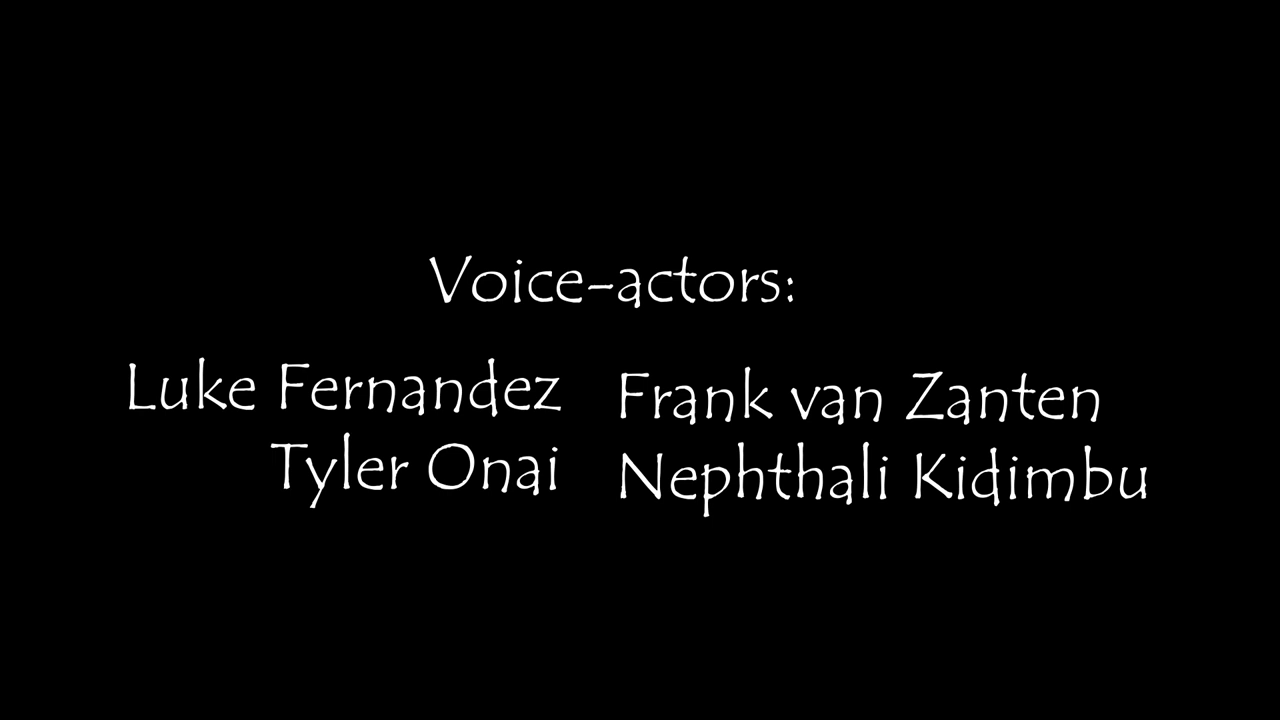 Voice-actors:
Luke Fernandez
Tyler Onai
Frank van Zanten
Nephthali Kidimbu